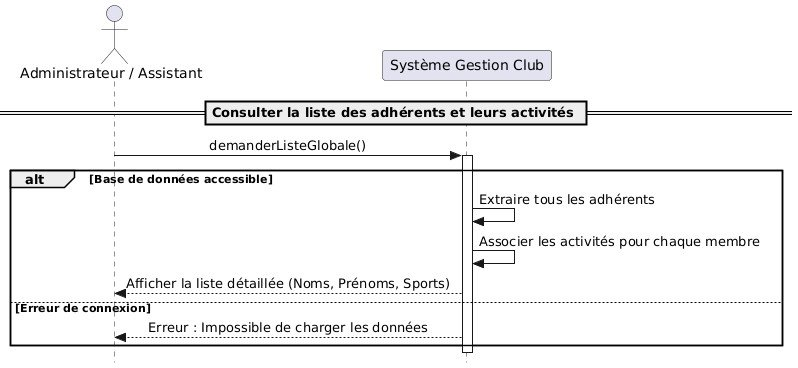 Administrateur / Assistant
Système Gestion Club
Consulter la liste des adhérents et leurs activités
demanderListeGlobale()
alt
[Base de données accessible]
Extraire tous les adhérents
Associer les activités pour chaque membre
Afficher la liste détaillée (Noms, Prénoms, Sports)
[Erreur de connexion]
Erreur : Impossible de charger les données